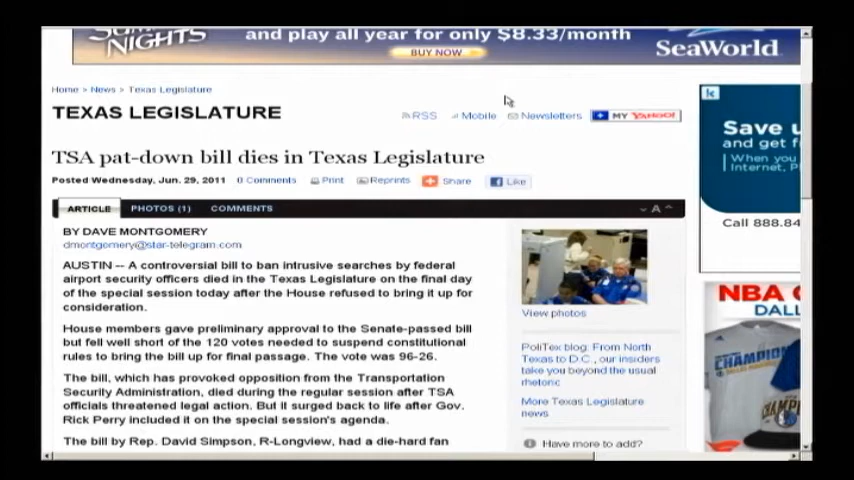 NIGHTS
and play all year for only $8.33/month
BUY NOW
SeaWorld
Home > News > Texas Legislature
TEXAS LEGISLATURE
RSS Mobile Newsletters MY YAHOO!
TSA pat-down bill dies in Texas Legislature
Posted Wednesday, Jun. 29, 2011 0 Comments Print Reprints Share Like
ARTICLE PHOTOS (1) COMMENTS A
BY DAVE MONTGOMERY
dmontgomery@star-telegram.com
AUSTIN -- A controversial bill to ban intrusive searches by federal
airport security officers died in the Texas Legislature on the final day
of the special session today after the House refused to bring it up for
consideration.
House members gave preliminary approval to the Senate-passed bill
but fell well short of the 120 votes needed to suspend constitutional
rules to bring the bill up for final passage. The vote was 96-26.
The bill, which has provoked opposition from the Transportation
Security Administration, died during the regular session after TSA
officials threatened legal action. But it surged back to life after Gov.
Rick Perry included it on the special session's agenda.
The bill by Rep. David Simpson, R-Longview, had a die-hard fan
View photos
PoliTex blog: From North
Texas to D.C., our insiders
take you beyond the usual
rhetoric
More Texas Legislature
news
Have more to add?
Save
and get
When you
Internet,
Call 888.84
NBA
DALL
CHAMPION